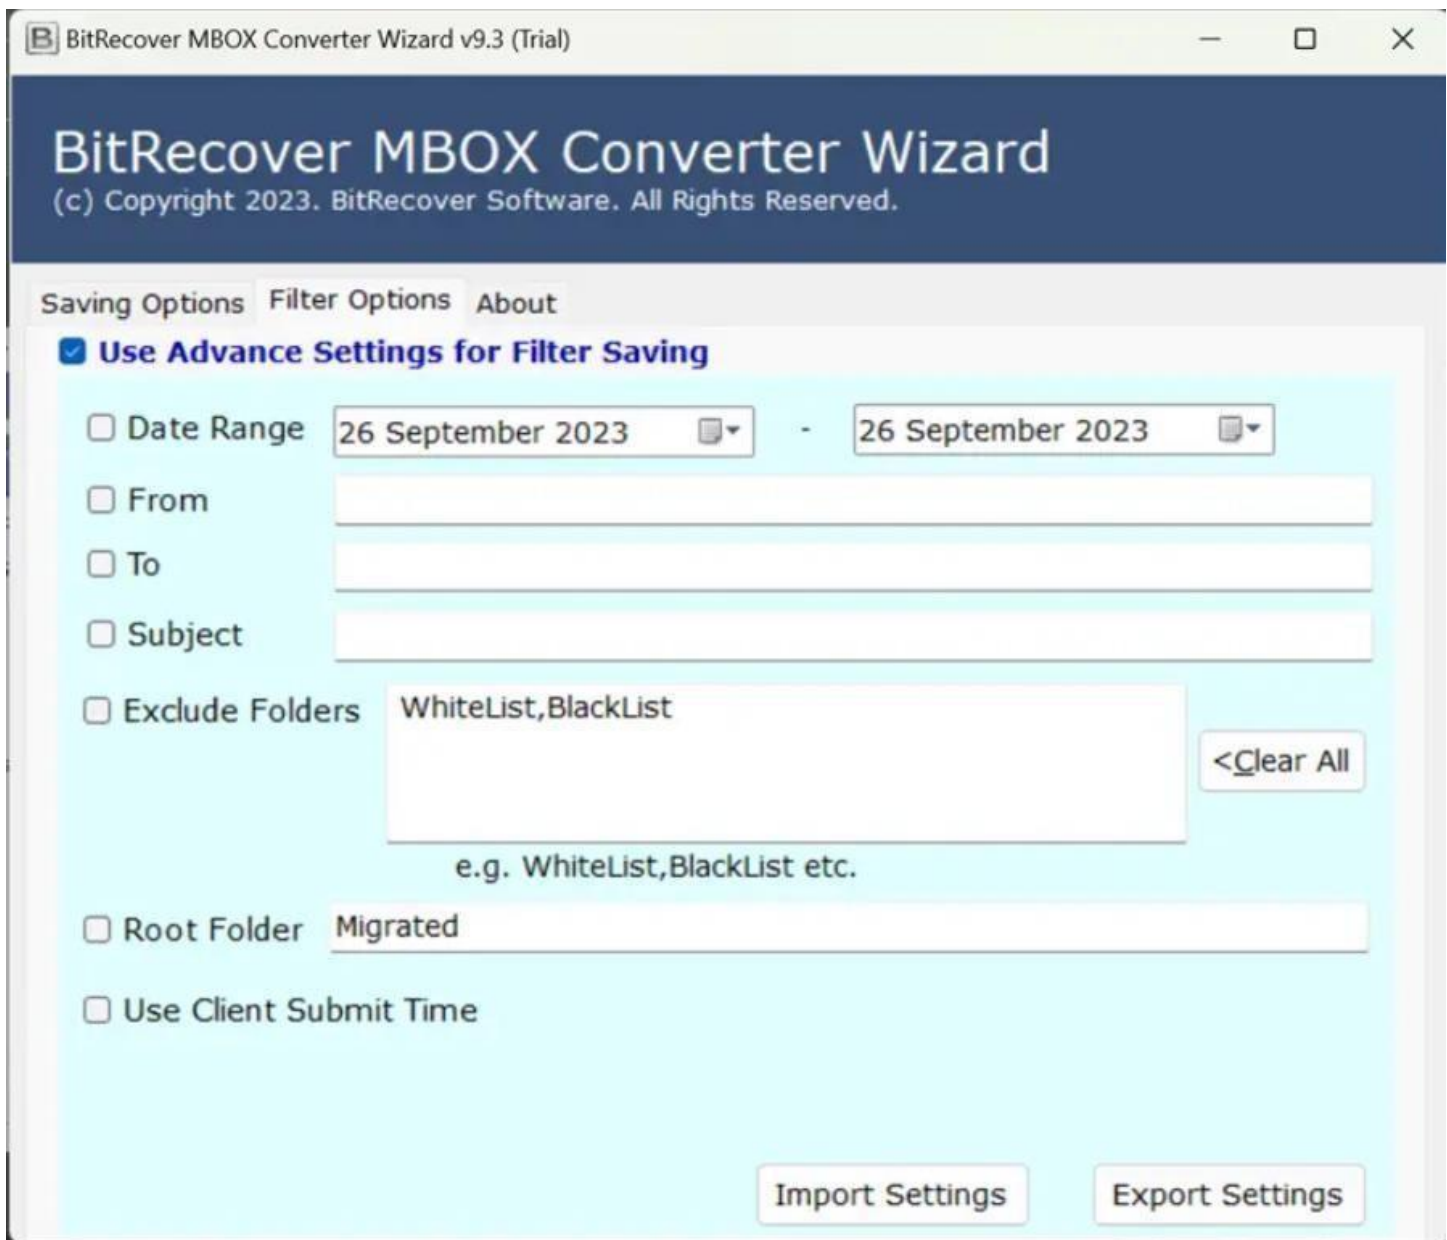 BitRecover MBOX Converter Wizard v9.3 (Trial)
BitRecover MBOX Converter Wizard
(c) Copyright 2023. BitRecover Software. All Rights Reserved.
Saving Options Filter Options About
Use Advance Settings for Filter Saving
Date Range 26 September 2023 - 26 September 2023
From
To
Subject
Exclude Folders WhiteList,BlackList
<Clear All
e.g. WhiteList,BlackList etc.
Root Folder Migrated
Use Client Submit Time
Import Settings Export Settings